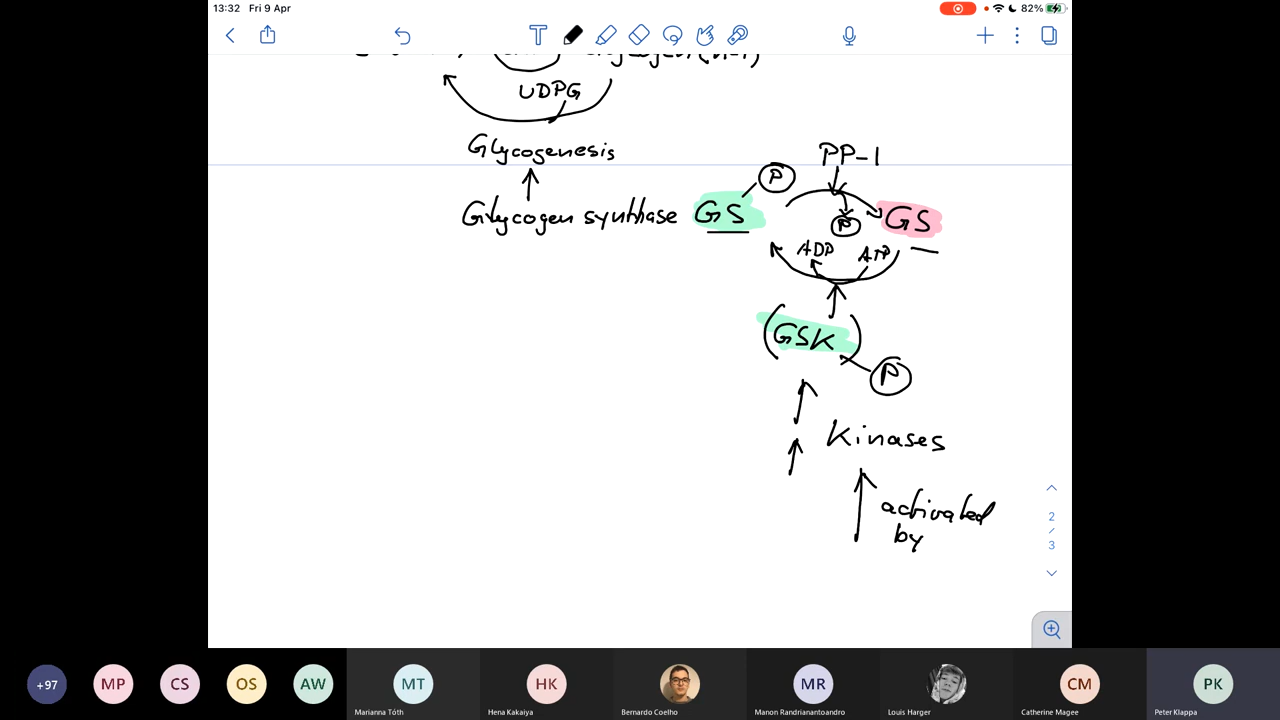 13:32 Fri 9 Apr
82%
T
UDPG
Glycogenesis
PP-1
P
Glycogen synthase GS
P
GS
ADP
ATP
(GSK)
P
Kinases
activated
by
2
3
+97
MP
CS
OS
AW
MT
HK
MR
CM
PK
Marianna Tóth
Hena Kakaiya
Bernardo Coelho
Manon Randrianantoandro
Louis Harger
Catherine Magee
Peter Klappa